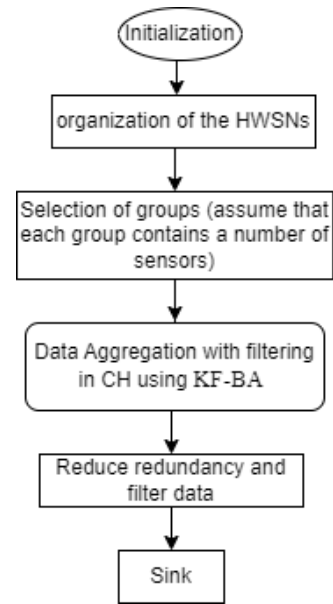 Initialization
organization of the HWSNs
Selection of groups (assume that
each group contains a number of
sensors)
Data Aggregation with filtering
in CH using KF-BA
Reduce redundancy and
filter data
Sink